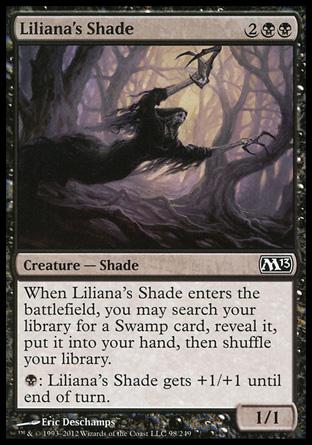 Liliana's Shade 2
Creature — Shade M13
When Liliana's Shade enters the
battlefield, you may search your
library for a Swamp card, reveal it,
put it into your hand, then shuffle
your library.
: Liliana's Shade gets +1/+1 until
end of turn.
Eric Deschamps
™ & © 1993–2012 Wizards of the Coast LLC 98/249
1/1